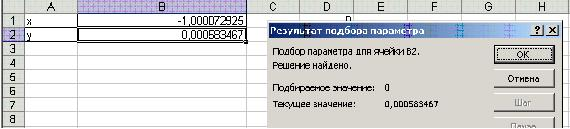 A B C D E F G H
1 x -1,000072925
2 y 0,000583467
3
4
5
6
7
8
Результат подбора параметра
Подбор параметра для ячейки B2.
Решение найдено.
Подбираемое значение: 0
Текущее значение: 0,000583467
OK
Отмена
Шаг
Пауза